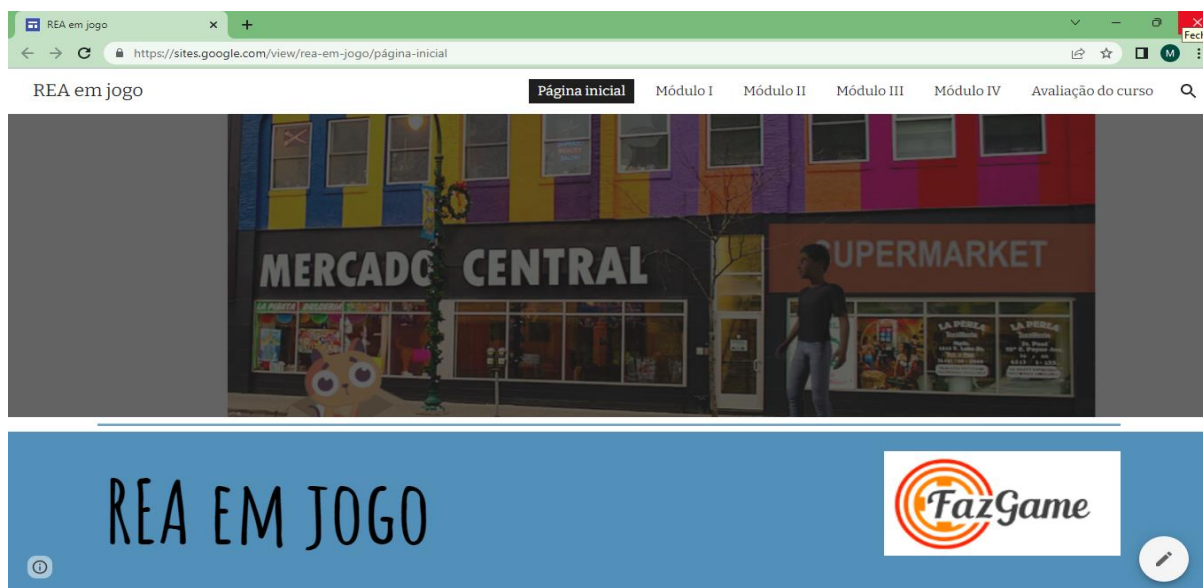 REA em jogo
Fech
https://sites.google.com/view/rea-em-jogo/página-inicial
M
REA em jogo
Página inicial
Módulo I
Módulo II
Módulo III
Módulo IV
Avaliação do curso
MERCADO CENTRAL
SUPERMARKET
LA PERLA
LA PERLA
REA EM JOGO
FazGame